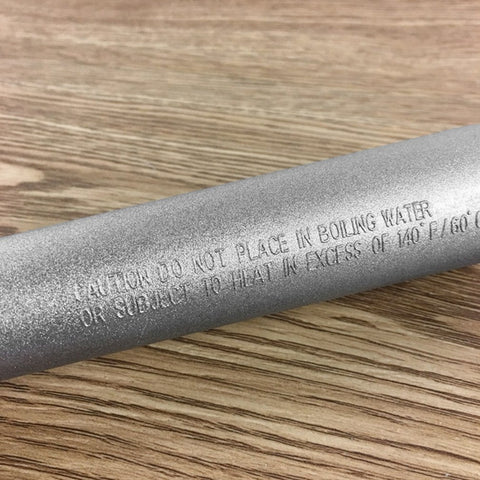 CAUTION DO NOT PLACE IN BOILING WATER
OR SUBJECT TO HEAT IN EXCESS OF 140°F/60°C